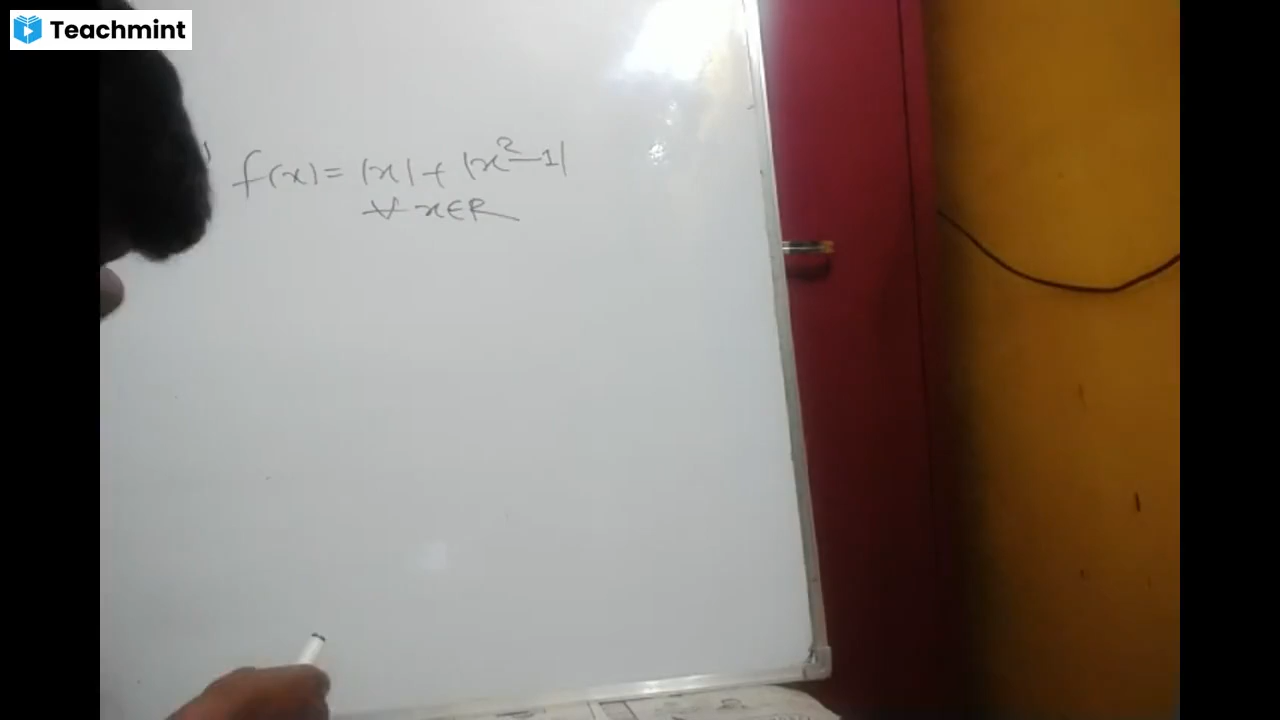 Teachmint
f(x) = |x| + |x²-1|
∀ x∈R